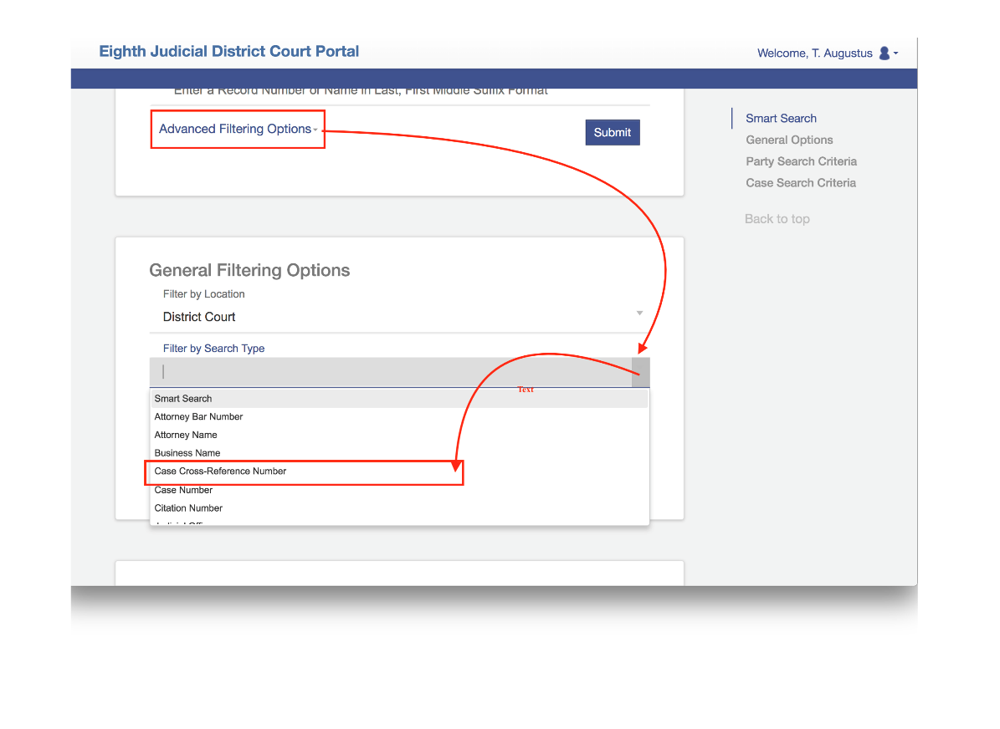 Eighth Judicial District Court Portal
Welcome, T. Augustus
Enter a Record Number or Name in Last, First Middle Suffix Format
Advanced Filtering Options
Submit
Smart Search
General Options
Party Search Criteria
Case Search Criteria
Back to top
General Filtering Options
Filter by Location
District Court
Filter by Search Type
Text
Smart Search
Attorney Bar Number
Attorney Name
Business Name
Case Cross-Reference Number
Case Number
Citation Number